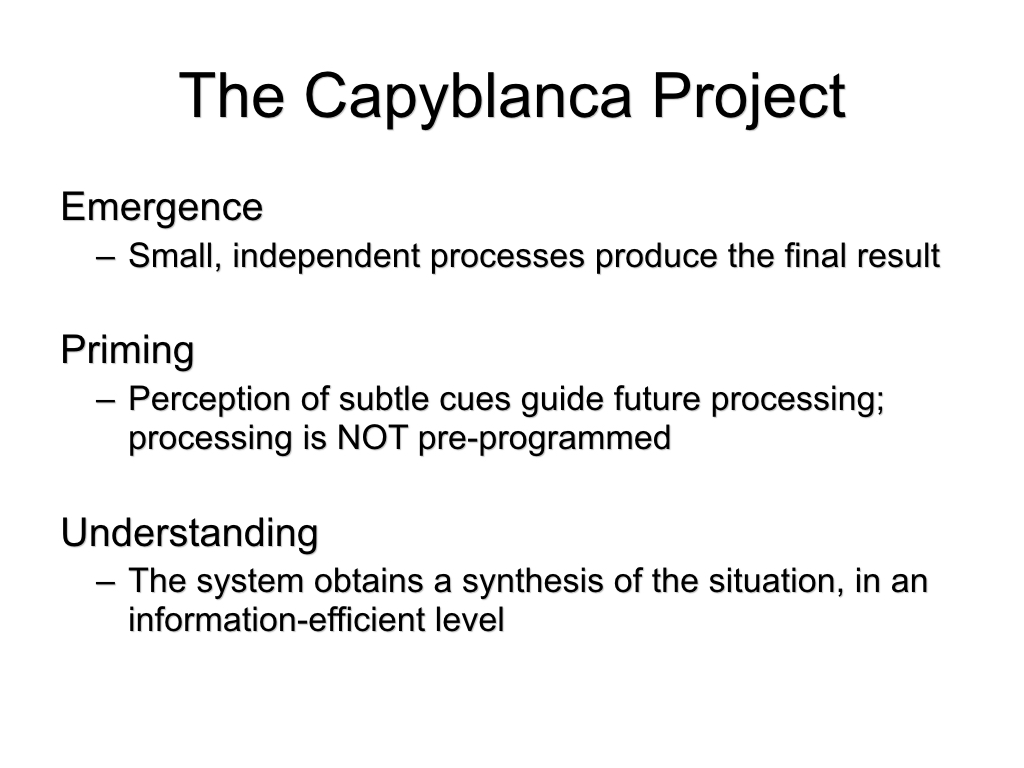 The Capyblanca Project
Emergence
– Small, independent processes produce the final result
Priming
– Perception of subtle cues guide future processing;
processing is NOT pre-programmed
Understanding
– The system obtains a synthesis of the situation, in an
information-efficient level